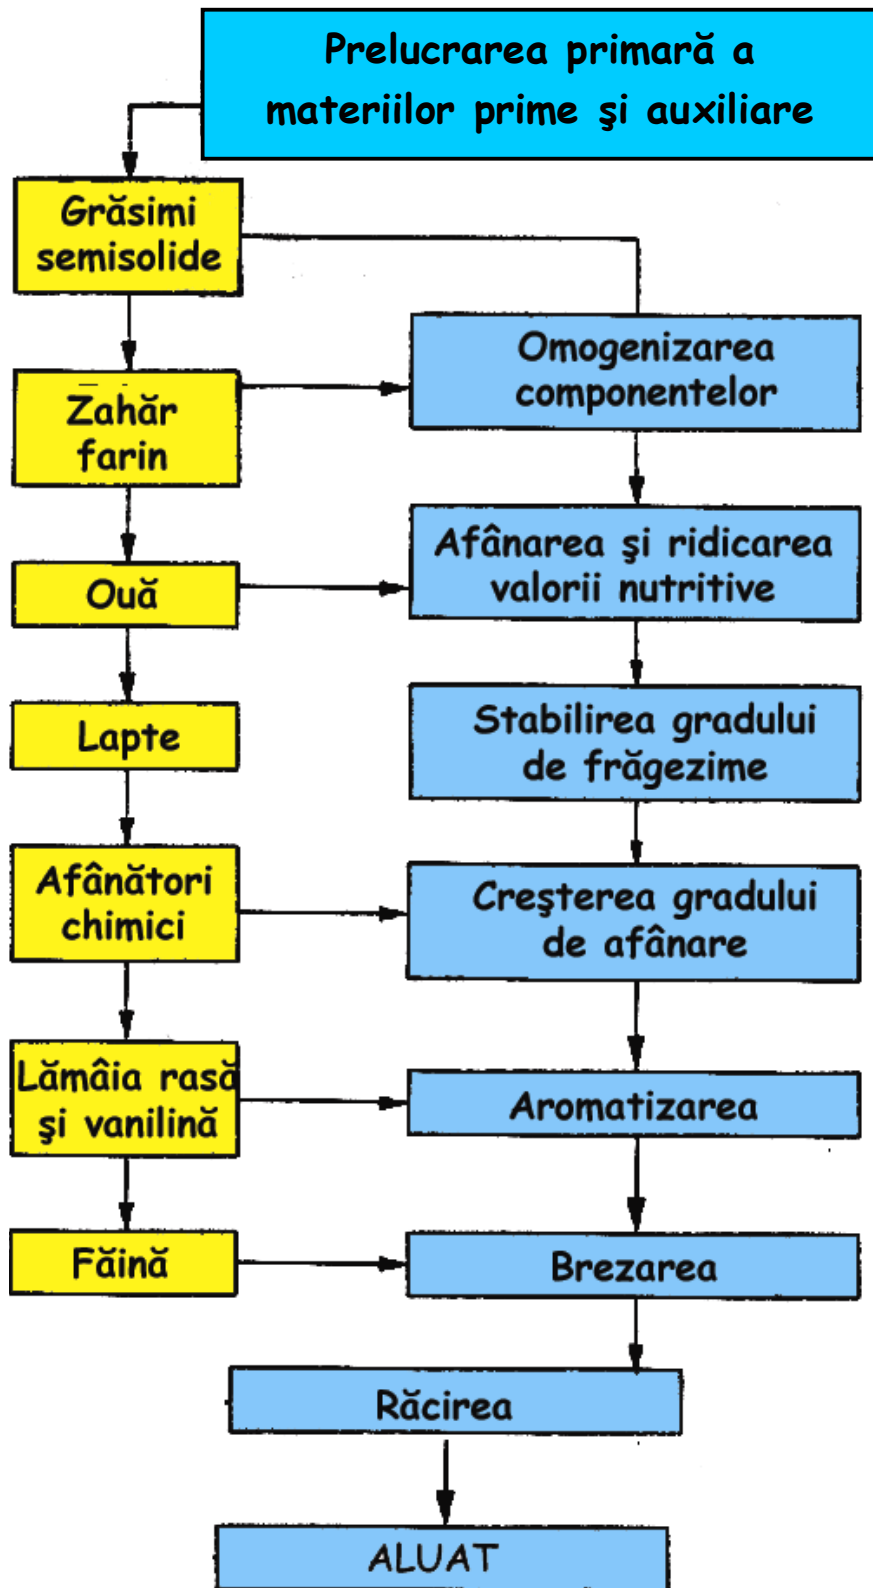 Prelucrarea primară a
materiilor prime şi auxiliare
Grăsimi
semisolide
Omogenizarea
componentelor
Zahăr
farin
Afânarea şi ridicarea
valorii nutritive
Ouă
Lapte
Stabilirea gradului
de frăgezime
Afânători
chimici
Creşterea gradului
de afânare
Lămâia rasă
şi vanilină
Aromatizarea
Făină
Brezarea
Răcirea
ALUAT